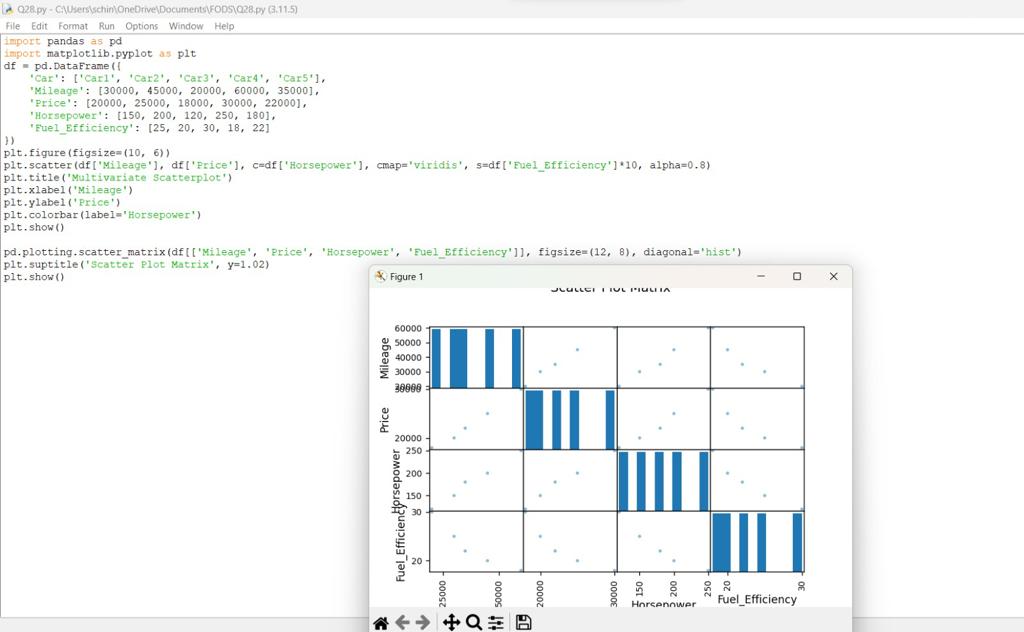 Q28.py - C:\Users\schin\OneDrive\Documents\FODS\Q28.py (3.11.5)
File Edit Format Run Options Window Help
import pandas as pd
import matplotlib.pyplot as plt
df = pd.DataFrame({
    'Car': ['Car1', 'Car2', 'Car3', 'Car4', 'Car5'],
    'Mileage': [30000, 45000, 20000, 60000, 35000],
    'Price': [20000, 25000, 18000, 30000, 22000],
    'Horsepower': [150, 200, 120, 250, 180],
    'Fuel_Efficiency': [25, 20, 30, 18, 22]
})
plt.figure(figsize=(10, 6))
plt.scatter(df['Mileage'], df['Price'], c=df['Horsepower'], cmap='viridis', s=df['Fuel_Efficiency']*10, alpha=0.8)
plt.title('Multivariate Scatterplot')
plt.xlabel('Mileage')
plt.ylabel('Price')
plt.colorbar(label='Horsepower')
plt.show()
pd.plotting.scatter_matrix(df[['Mileage', 'Price', 'Horsepower', 'Fuel_Efficiency']], figsize=(12, 8), diagonal='hist')
plt.suptitle('Scatter Plot Matrix', y=1.02)
plt.show()
Figure 1
Scatter Plot Matrix
Mileage
60000
50000
40000
30000
20000
Price
30000
20000
Horsepower
250
200
150
Fuel_Efficiency
30
20
25000
50000
20000
30000
150
200
250
20
30
Horsepower
Fuel_Efficiency